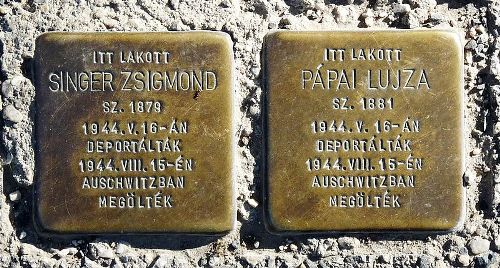 ITT LAKOTT
SINGER ZSIGMOND
SZ. 1879
1944.V. 16-ÁN
DEPORTÁLTÁK
1944.VIII. 15-ÉN
AUSCHWITZBAN
MEGÖLTÉK
ITT LAKOTT
PÁPAI LUJZA
SZ. 1881
1944.V. 16-ÁN
DEPORTÁLTÁK
1944.VIII. 15-ÉN
AUSCHWITZBAN
MEGÖLTÉK